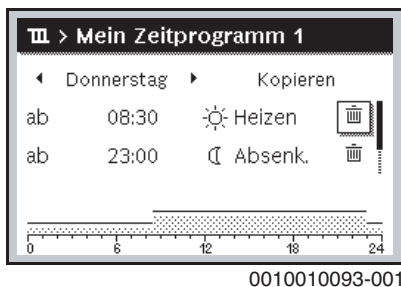 > Mein Zeitprogramm 1
Donnerstag Kopieren
ab 08:30 Heizen
ab 23:00 Absenk.
0 6 12 18 24
0010010093-001